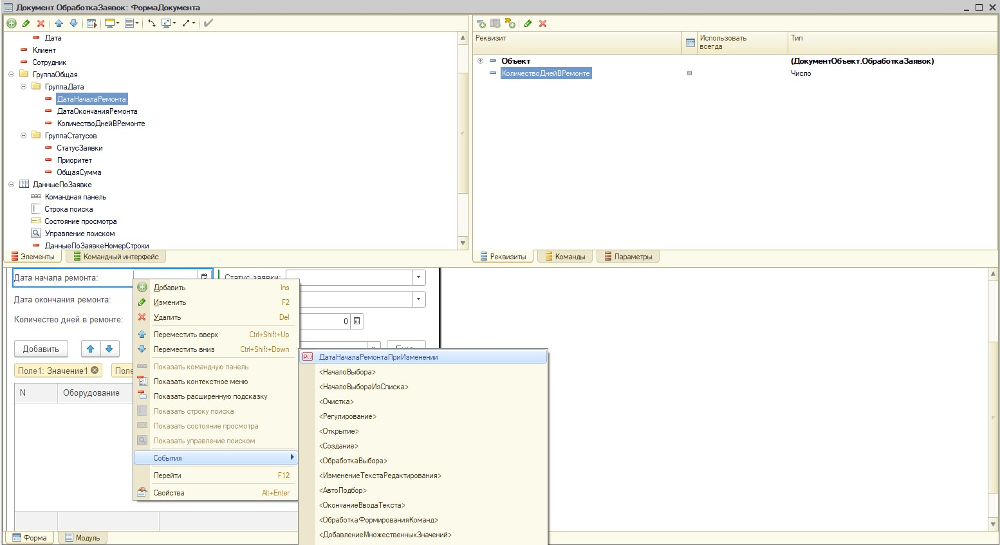 Документ ОбработкаЗаявок: ФормаДокумента
Дата
Клиент
Сотрудник
ГруппаОбщая
ГруппаДата
ДатаНачалаРемонта
ДатаОкончанияРемонта
КоличествоДнейВРемонте
ГруппаСтатусов
СтатусЗаявки
Приоритет
ОбщаяСумма
ДанныеПоЗаявке
Командная панель
Строка поиска
Состояние просмотра
Управление поиском
ДанныеПоЗаявкеНомерСтроки
Элементы Командный интерфейс
Реквизит Использовать всегда Тип
Объект (ДокументОбъект.ОбработкаЗаявок)
КоличествоДнейВРемонте Число
Реквизиты Команды Параметры
Дата начала ремонта: Статус заявки:
Дата окончания ремонта:
Количество дней в ремонте: 0
Добавить
Поле1: Значение1
N Оборудование
Добавить Ins
Изменить F2
Удалить Del
Переместить вверх Ctrl+Shift+Up
Переместить вниз Ctrl+Shift+Down
Показать командную панель
Показать контекстное меню
Показать расширенную подсказку
Показать строку поиска
Показать состояние просмотра
Показать управление поиском
События
Перейти F12
Свойства Alt+Enter
ДатаНачалаРемонтаПриИзменении
<НачалоВыбора>
<НачалоВыбораИзСписка>
<Очистка>
<Регулирование>
<Открытие>
<Создание>
<ОбработкаВыбора>
<ИзменениеТекстаРедактирования>
<АвтоПодбор>
<ОкончаниеВводаТекста>
<ОбработкаФормированияКоманд>
<ДобавлениеМножественныхЗначений>
Форма Модуль